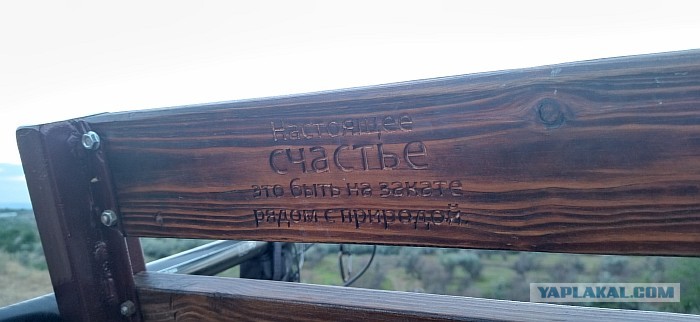 Настоящее
счастье
это быть на закате
рядом с природой..
YAPLAKAL.COM